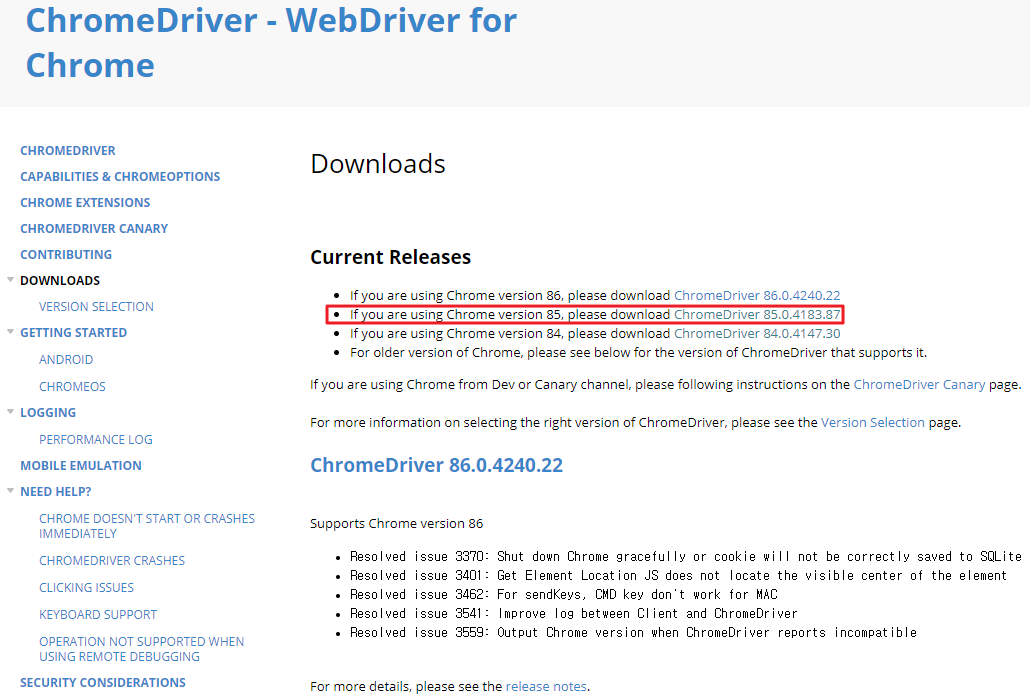 ChromeDriver - WebDriver for
Chrome
CHROMEDRIVER
CAPABILITIES & CHROMEOPTIONS
CHROME EXTENSIONS
CHROMEDRIVER CANARY
CONTRIBUTING
DOWNLOADS
VERSION SELECTION
GETTING STARTED
ANDROID
CHROMEOS
LOGGING
PERFORMANCE LOG
MOBILE EMULATION
NEED HELP?
CHROME DOESN'T START OR CRASHES
IMMEDIATELY
CHROMEDRIVER CRASHES
CLICKING ISSUES
KEYBOARD SUPPORT
OPERATION NOT SUPPORTED WHEN
USING REMOTE DEBUGGING
SECURITY CONSIDERATIONS
Downloads
Current Releases
If you are using Chrome version 86, please download ChromeDriver 86.0.4240.22
If you are using Chrome version 85, please download ChromeDriver 85.0.4183.87
If you are using Chrome version 84, please download ChromeDriver 84.0.4147.30
For older version of Chrome, please see below for the version of ChromeDriver that supports it.
If you are using Chrome from Dev or Canary channel, please following instructions on the ChromeDriver Canary page.
For more information on selecting the right version of ChromeDriver, please see the Version Selection page.
ChromeDriver 86.0.4240.22
Supports Chrome version 86
Resolved issue 3370: Shut down Chrome gracefully or cookie will not be correctly saved to SQLite
Resolved issue 3401: Get Element Location JS does not locate the visible center of the element
Resolved issue 3462: For sendKeys, CMD key don't work for MAC
Resolved issue 3541: Improve log between Client and ChromeDriver
Resolved issue 3559: Output Chrome version when ChromeDriver reports incompatible
For more details, please see the release notes.